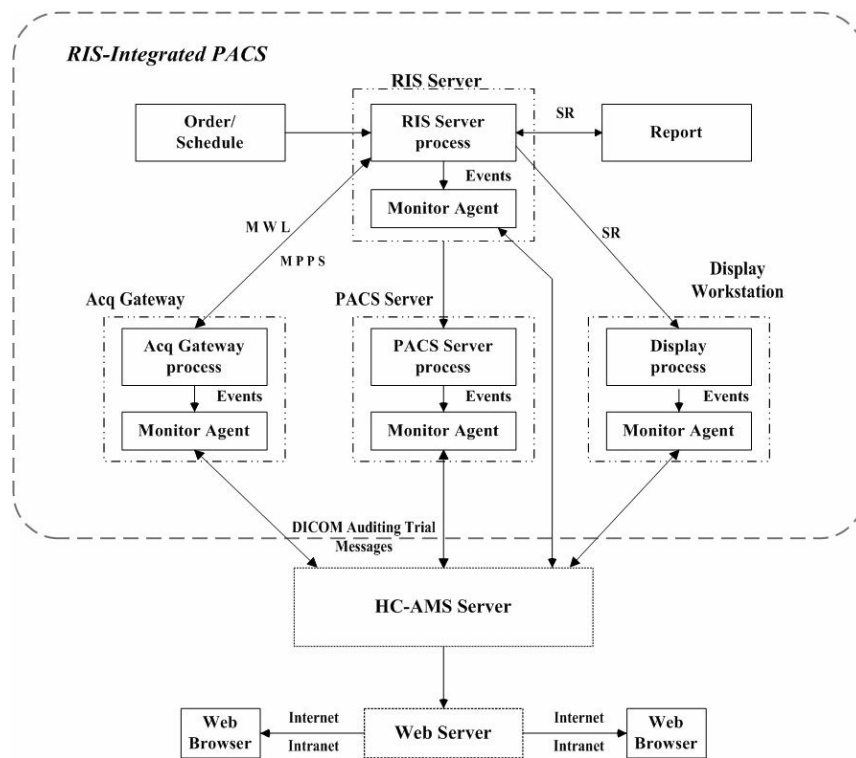 RIS-Integrated PACS
RIS Server
Order/
Schedule
RIS Server
process
SR
Report
Events
Monitor Agent
M W L
M P P S
SR
Display
Workstation
Acq Gateway
PACS Server
Acq Gateway
process
PACS Server
process
Display
process
Events
Events
Events
Monitor Agent
Monitor Agent
Monitor Agent
DICOM Auditing Trial
Messages
HC-AMS Server
Web
Browser
Internet
Intranet
Web Server
Internet
Intranet
Web
Browser